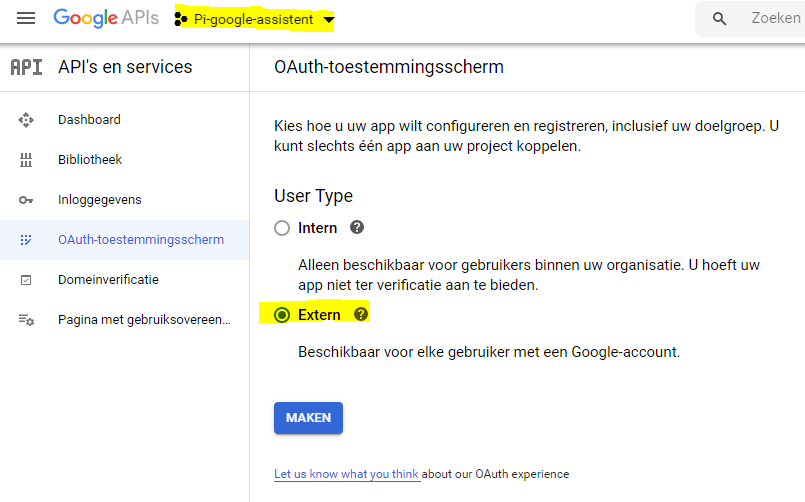 Google APIs Pi-google-assistent Zoeken
API API's en services OAuth-toestemmingsscherm
Dashboard
Bibliotheek
Inloggegevens
OAuth-toestemmingsscherm
Domeinverificatie
Pagina met gebruiksovereen...
Kies hoe u uw app wilt configureren en registreren, inclusief uw doelgroep. U
kunt slechts één app aan uw project koppelen.
User Type
Intern ?
Alleen beschikbaar voor gebruikers binnen uw organisatie. U hoeft uw
app niet ter verificatie aan te bieden.
Extern ?
Beschikbaar voor elke gebruiker met een Google-account.
MAKEN
Let us know what you think about our OAuth experience